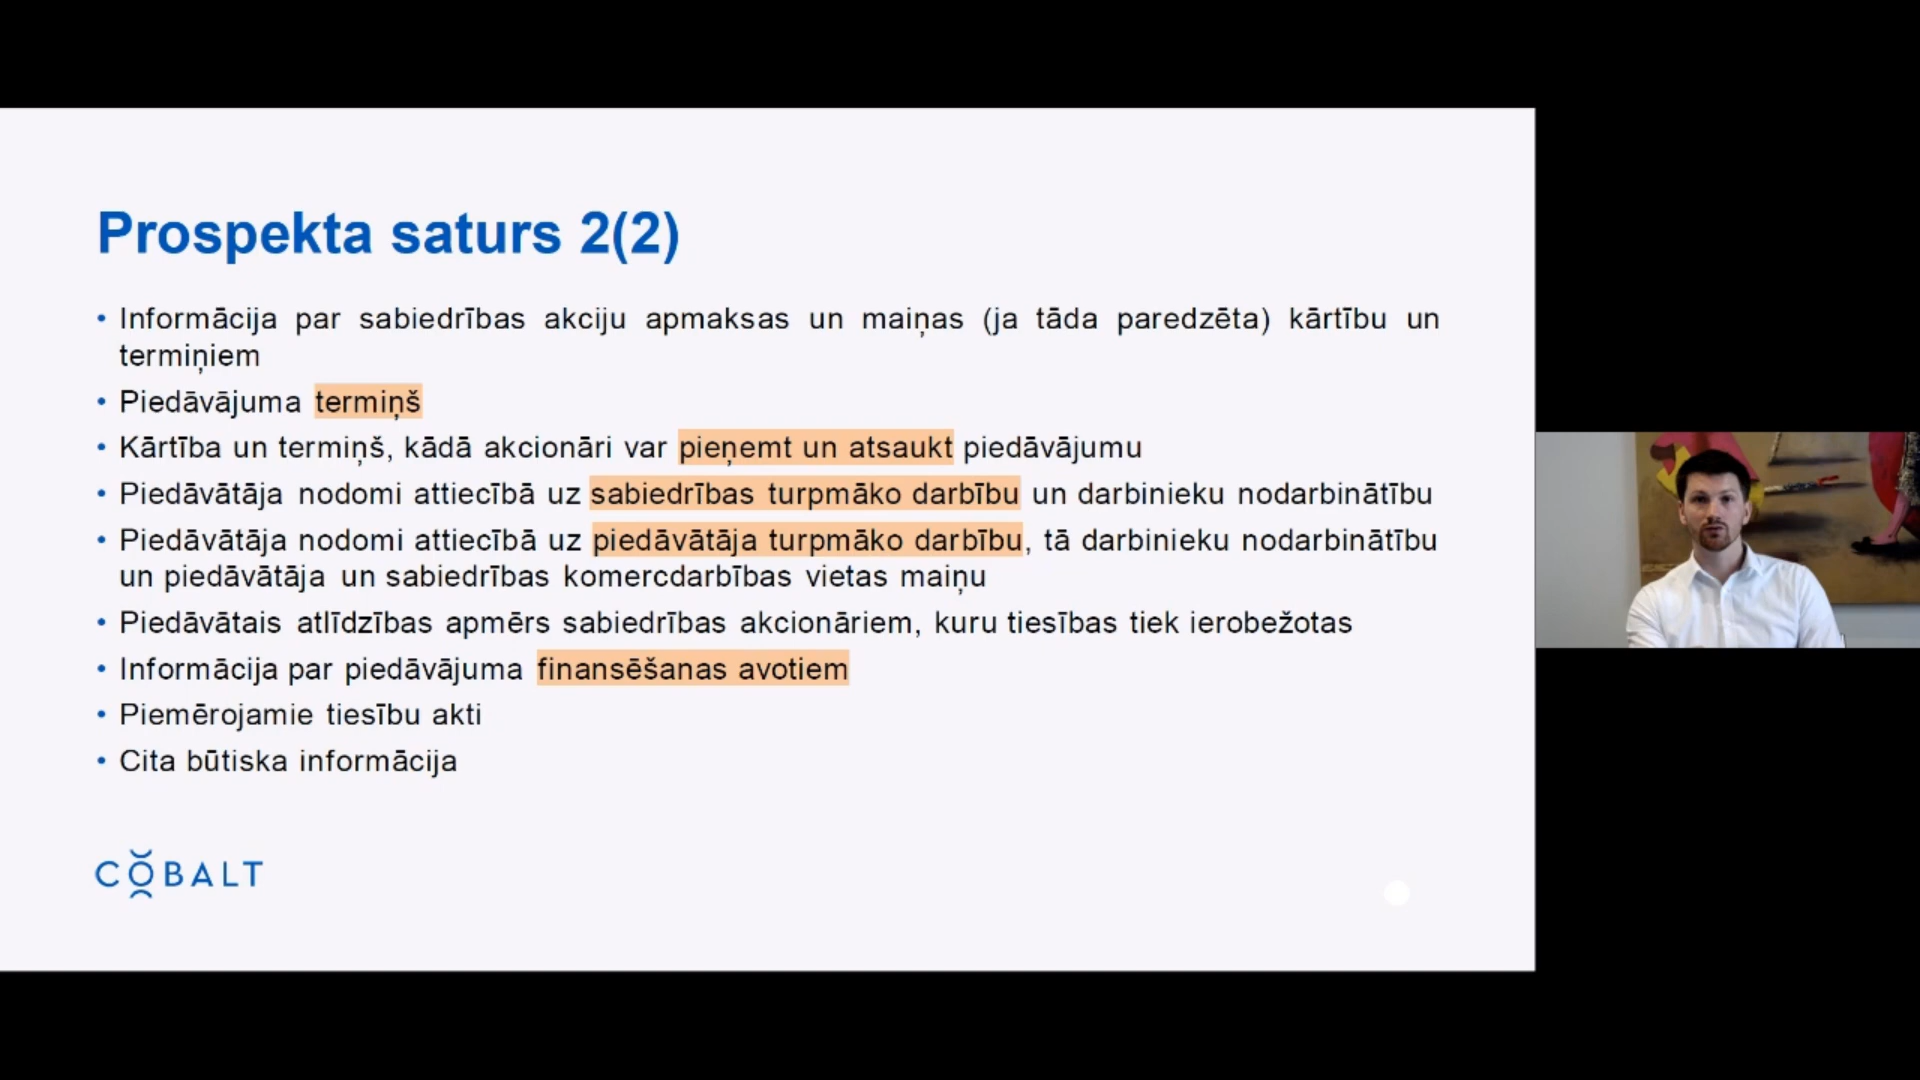 Prospekta saturs 2(2)
• Informācija par sabiedrības akciju apmaksas un maiņas (ja tāda paredzēta) kārtību un
termiņiem
• Piedāvājuma termiņš
• Kārtība un termiņš, kādā akcionāri var pieņemt un atsaukt piedāvājumu
• Piedāvātāja nodomi attiecībā uz sabiedrības turpmāko darbību un darbinieku nodarbinātību
• Piedāvātāja nodomi attiecībā uz piedāvātāja turpmāko darbību, tā darbinieku nodarbinātību
un piedāvātāja un sabiedrības komercdarbības vietas maiņu
• Piedāvātais atlīdzības apmērs sabiedrības akcionāriem, kuru tiesības tiek ierobežotas
• Informācija par piedāvājuma finansēšanas avotiem
• Piemērojamie tiesību akti
• Cita būtiska informācija
COBALT